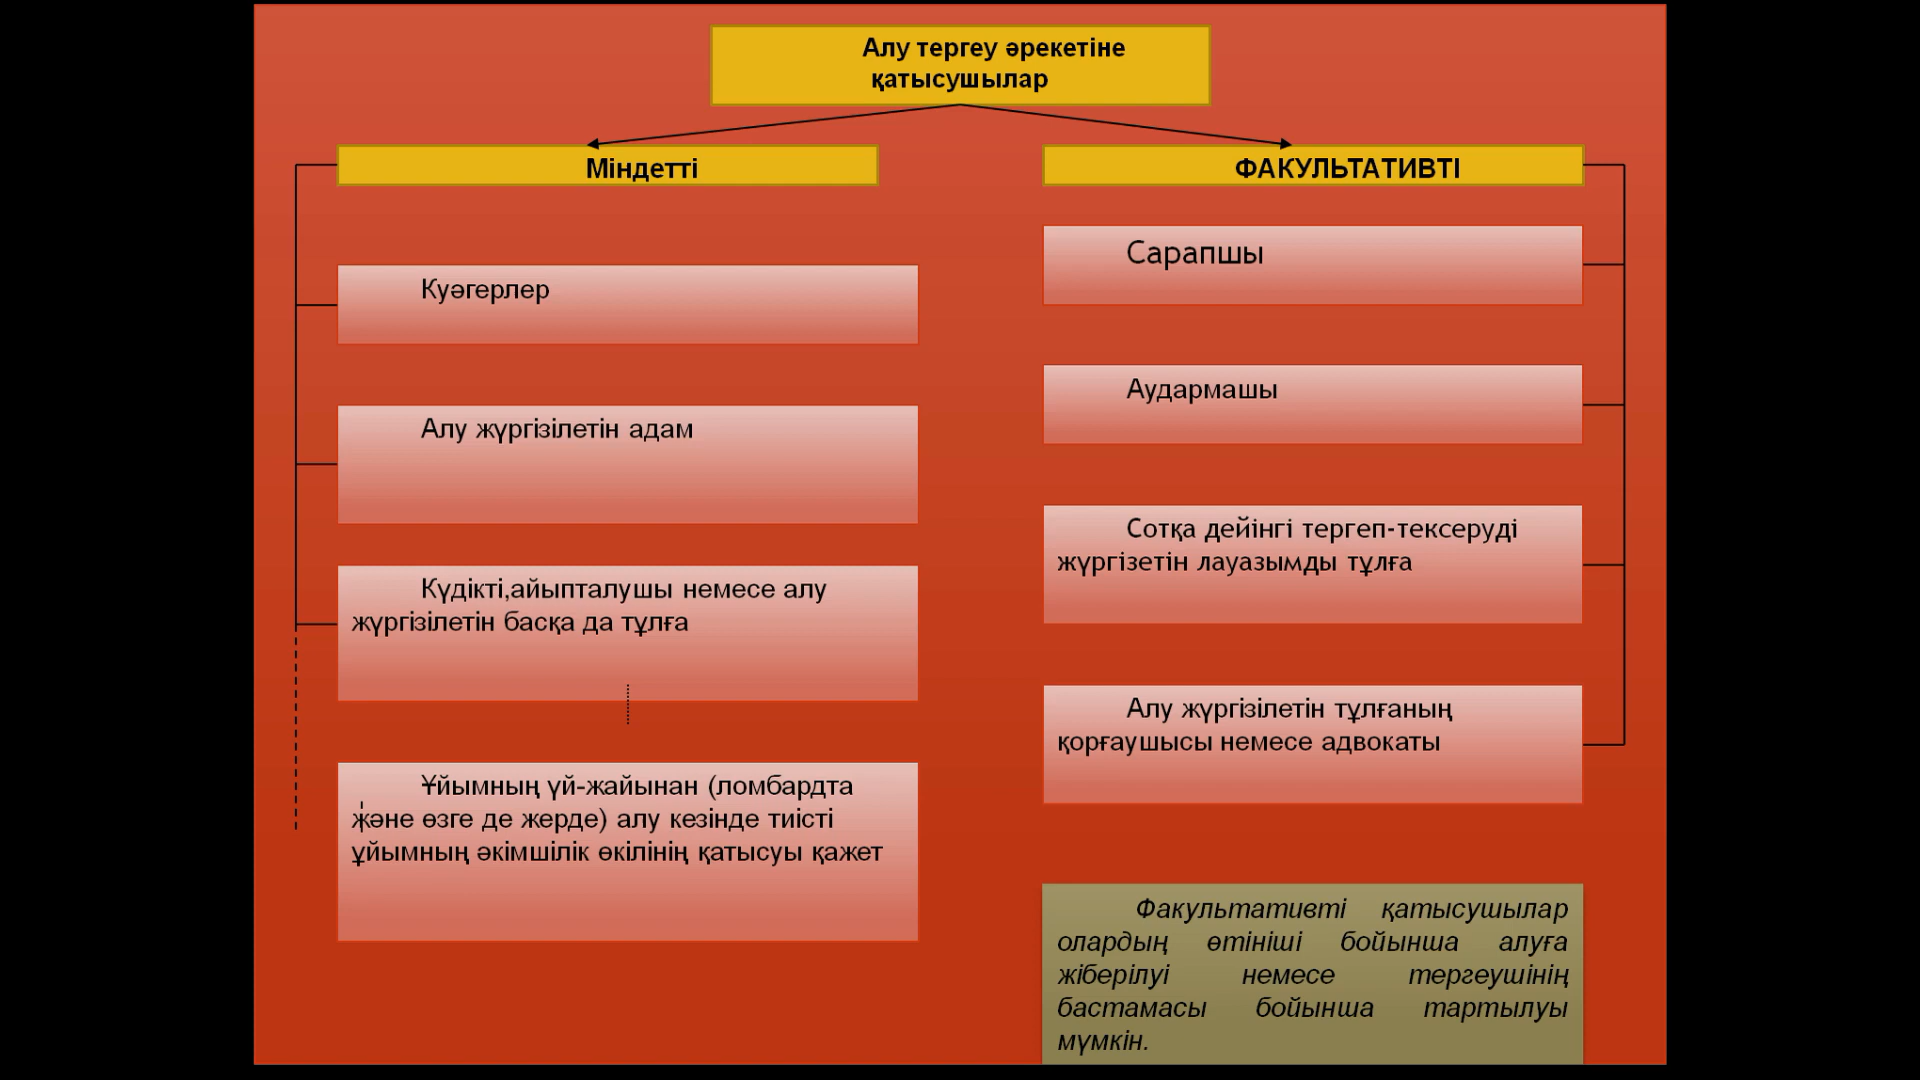 Алу тергеу әрекетіне
қатысушылар
Міндетті
ФАКУЛЬТАТИВТІ
Куәгерлер
Алу жүргізілетін адам
Күдікті,айыпталушы немесе алу
жүргізілетін басқа да тұлға
Ұйымның үй-жайынан (ломбардта
және өзге де жерде) алу кезінде тиісті
ұйымның әкімшілік өкілінің қатысуы қажет
Сарапшы
Аудармашы
Сотқа дейінгі тергеп-тексеруді
жүргізетін лауазымды тұлға
Алу жүргізілетін тұлғаның
қорғаушысы немесе адвокаты
Факультативті қатысушылар
олардың өтініші бойынша алуға
жіберілуі немесе тергеушінің
бастамасы бойынша тартылуы
мүмкін.